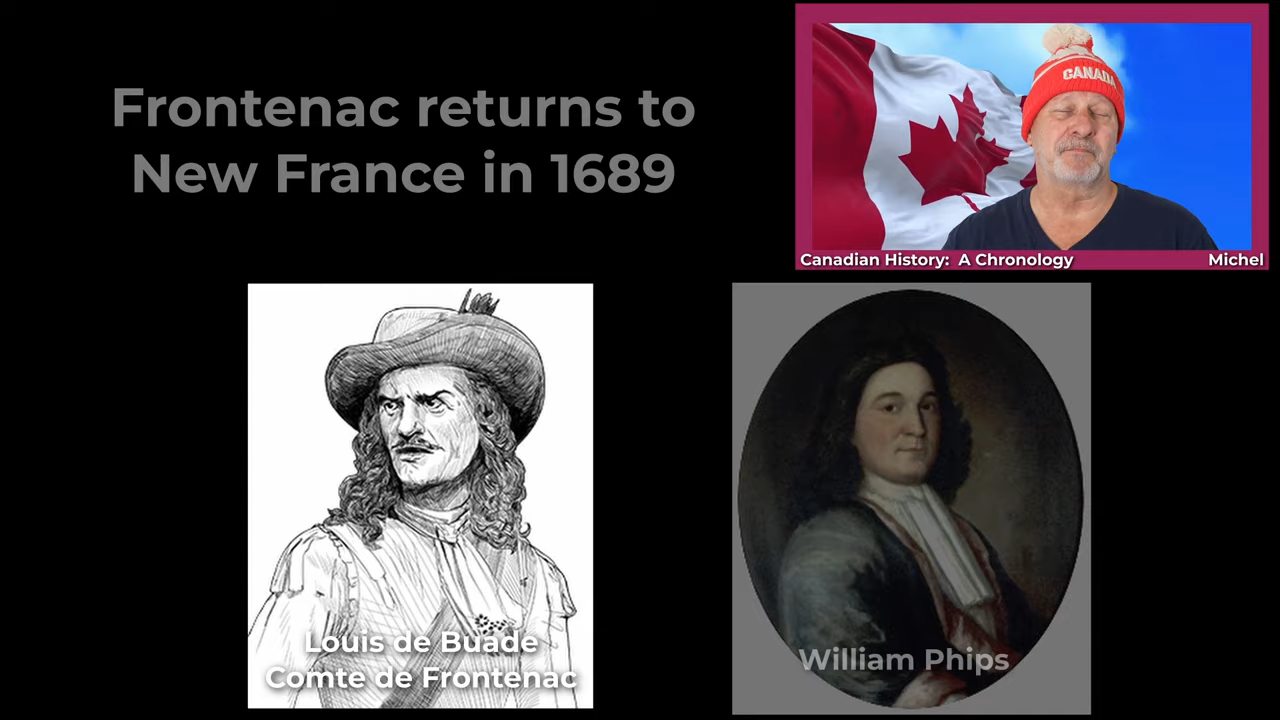 Frontenac returns to
New France in 1689
CANADA
Canadian History: A Chronology
Michel
Louis de Buade
Comte de Frontenac
William Phips